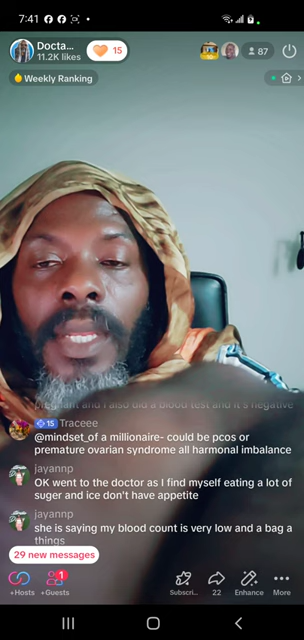 7:41
Docta...
11.2K likes
15
87
Weekly Ranking
pregnant and i also did a blood test and it's negative
15 Traceee
@mindset_of a millionaire- could be pcos or
premature ovarian syndrome all harmonal imbalance
jayannp
OK went to the doctor as I find myself eating a lot of
suger and ice don't have appetite
jayannp
she is saying my blood count is very low and a bag a
things
29 new messages
1
+Hosts
+Guests
Subscri...
22
Enhance
More